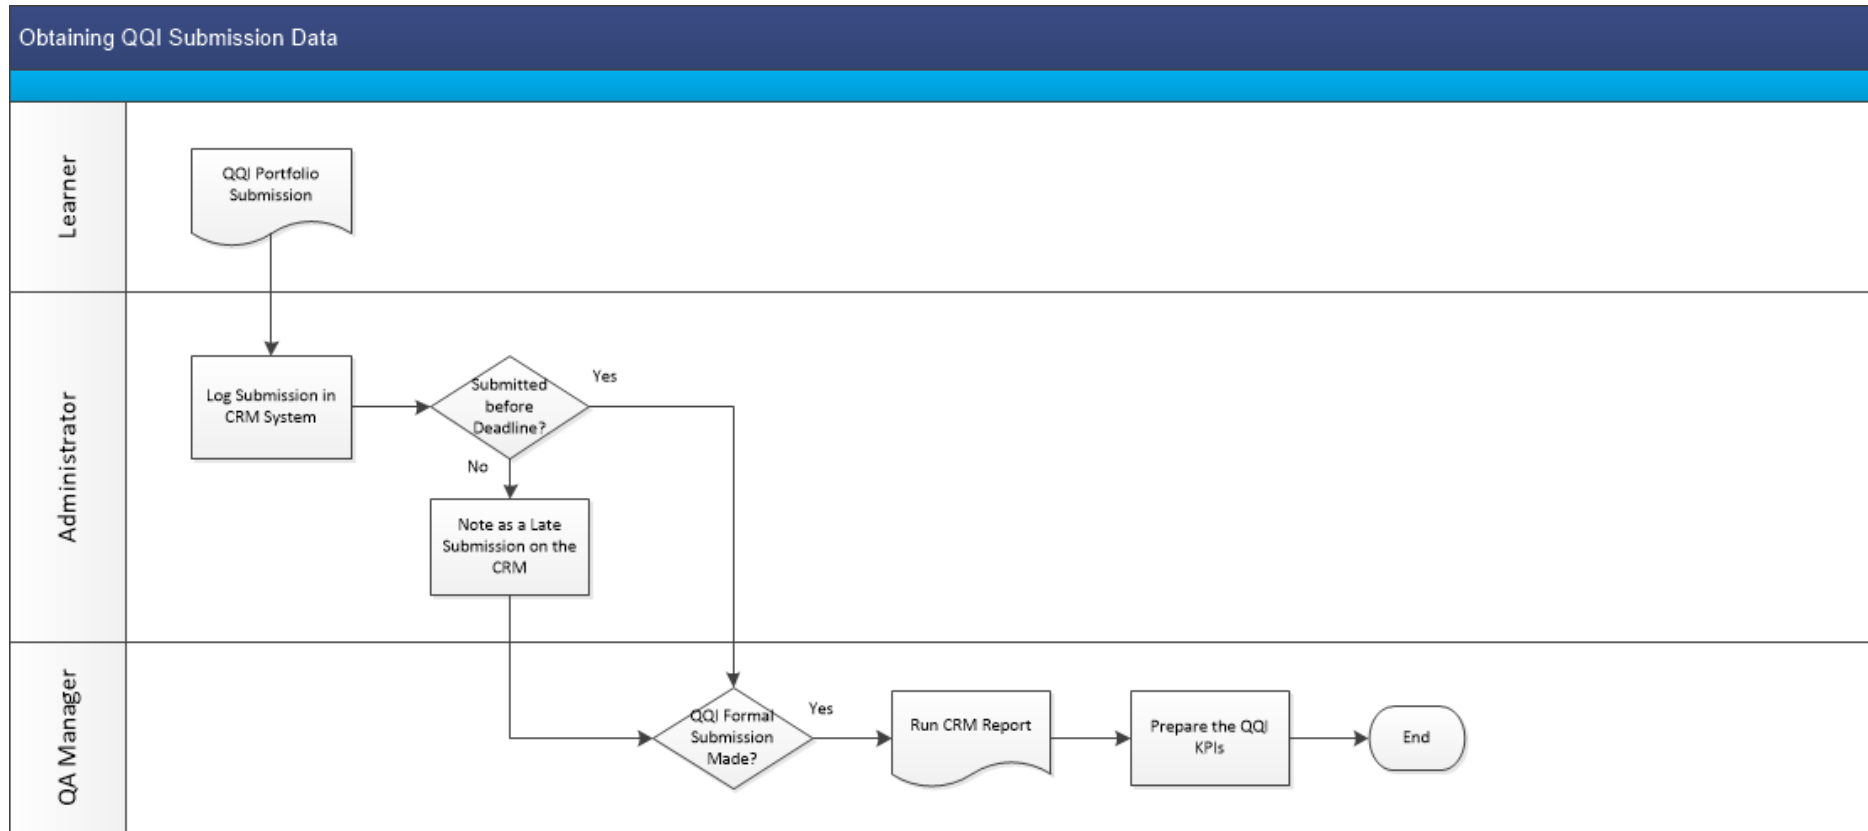 Obtaining QQI Submission Data
Learner
QQI Portfolio
Submission
Administrator
Log Submission in
CRM System
Submitted
before
Deadline?
Yes
No
Note as a Late
Submission on the
CRM
QA Manager
QQI Formal
Submission
Made?
Yes
Run CRM Report
Prepare the QQI
KPIs
End